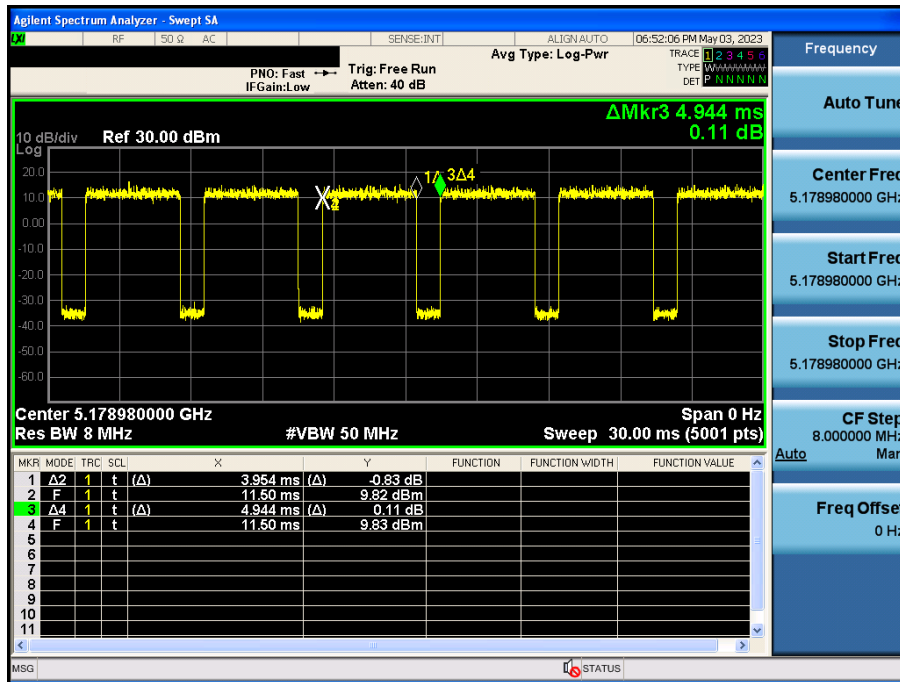 Agilent Spectrum Analyzer - Swept SA
LXI RF 50 Ω AC SENSE:INT ALIGN AUTO 06:52:06 PM May 03, 2023
Frequency
PNO: Fast Trig: Free Run Avg Type: Log-Pwr TRACE 1 2 3 4 5 6
IFGain:Low Atten: 40 dB TYPE WWWWWW
DET P N N N N N
Auto Tune
ΔMkr3 4.944 ms
0.11 dB
10 dB/div Ref 30.00 dBm
Log
20.0
10.0
0.00
-10.0
-20.0
-30.0
-40.0
-50.0
-60.0
3Δ4
Center Freq
5.178980000 GHz
Start Freq
5.178980000 GHz
Stop Freq
5.178980000 GHz
Center 5.178980000 GHz Span 0 Hz
Res BW 8 MHz #VBW 50 MHz Sweep 30.00 ms (5001 pts)
CF Step
8.000000 MHz
Auto Man
Freq Offset
0 Hz
MKR MODE TRC SCL X Y FUNCTION FUNCTION WIDTH FUNCTION VALUE
1 Δ2 1 t (Δ) 3.954 ms (Δ) -0.83 dB
2 F 1 t 11.50 ms 9.82 dBm
3 Δ4 1 t (Δ) 4.944 ms (Δ) 0.11 dB
4 F 1 t 11.50 ms 9.83 dBm
5
6
7
8
9
10
11
MSG STATUS